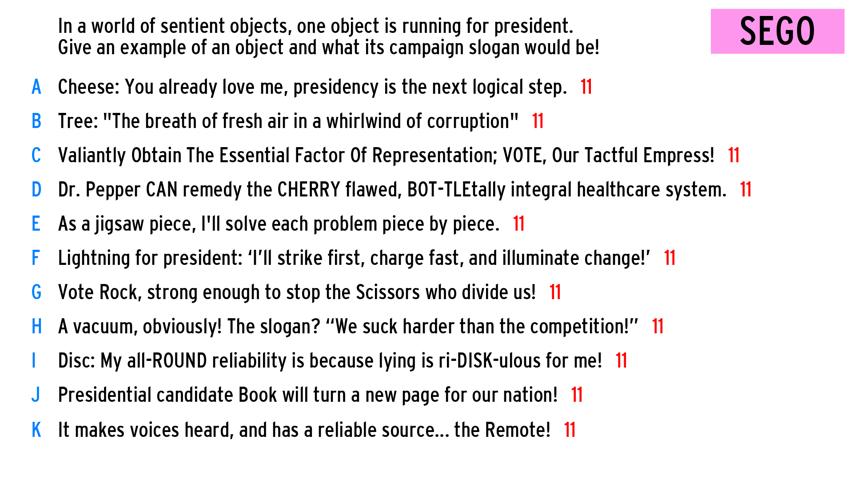 In a world of sentient objects, one object is running for president.
Give an example of an object and what its campaign slogan would be!
SEGO
A Cheese: You already love me, presidency is the next logical step. 11
B Tree: "The breath of fresh air in a whirlwind of corruption" 11
C Valiantly Obtain The Essential Factor Of Representation; VOTE, Our Tactful Empress! 11
D Dr. Pepper CAN remedy the CHERRY flawed, BOT-TLEtally integral healthcare system. 11
E As a jigsaw piece, I'll solve each problem piece by piece. 11
F Lightning for president: ‘I’ll strike first, charge fast, and illuminate change!’ 11
G Vote Rock, strong enough to stop the Scissors who divide us! 11
H A vacuum, obviously! The slogan? “We suck harder than the competition!” 11
I Disc: My all-ROUND reliability is because lying is ri-DISK-ulous for me! 11
J Presidential candidate Book will turn a new page for our nation! 11
K It makes voices heard, and has a reliable source... the Remote! 11